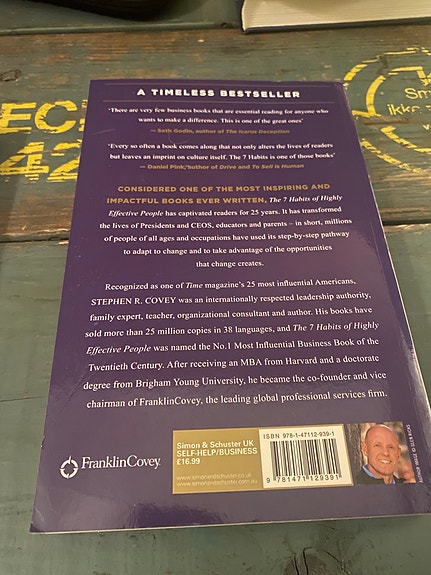 A TIMELESS BESTSELLER
'There are very few business books that are essential reading for anyone who
wants to make a difference. This is one of the great ones'
— Seth Godin, author of The Icarus Deception
'Every so often a book comes along that not only alters the lives of readers
but leaves an imprint on culture itself. The 7 Habits is one of those books'
— Daniel Pink, author of Drive and To Sell is Human
CONSIDERED ONE OF THE MOST INSPIRING AND
IMPACTFUL BOOKS EVER WRITTEN, The 7 Habits of Highly
Effective People has captivated readers for 25 years. It has transformed
the lives of Presidents and CEOS, educators and parents – in short, millions
of people of all ages and occupations have used its step-by-step pathway
to adapt to change and to take advantage of the opportunities
that change creates.
Recognized as one of Time magazine's 25 most influential Americans,
STEPHEN R. COVEY was an internationally respected leadership authority,
family expert, teacher, organizational consultant and author. His books have
sold more than 25 million copies in 38 languages, and The 7 Habits of Highly
Effective People was named the No.1 Most Influential Business Book of the
Twentieth Century. After receiving an MBA from Harvard and a doctorate
degree from Brigham Young University, he became the co-founder and vice
chairman of FranklinCovey, the leading global professional services firm.
FranklinCovey
Simon & Schuster UK
SELF-HELP/BUSINESS
£16.99
www.simonandschuster.co.uk
www.simonandschuster.com.au
ISBN 978-1-47112-939-1
9 781471 129391
EC
42
Sm
ikke